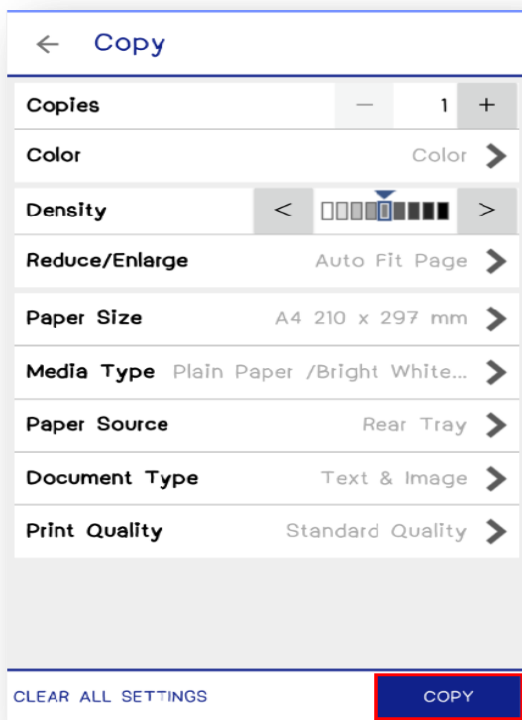 ← Copy
Copies — 1 +
Color Color >
Density < >
Reduce/Enlarge Auto Fit Page >
Paper Size A4 210 x 297 mm >
Media Type Plain Paper /Bright White... >
Paper Source Rear Tray >
Document Type Text & Image >
Print Quality Standard Quality >
CLEAR ALL SETTINGS COPY